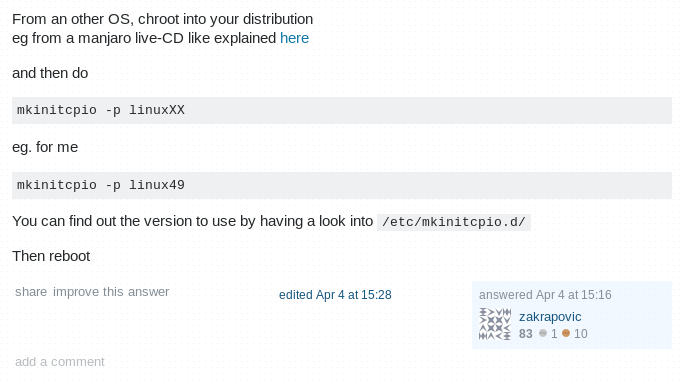 From an other OS, chroot into your distribution
eg from a manjaro live-CD like explained here
and then do
mkinitcpio -p linuxXX
eg. for me
mkinitcpio -p linux49
You can find out the version to use by having a look into /etc/mkinitcpio.d/
Then reboot
share improve this answer
edited Apr 4 at 15:28
answered Apr 4 at 15:16
zakrapovic
83 1 10
add a comment